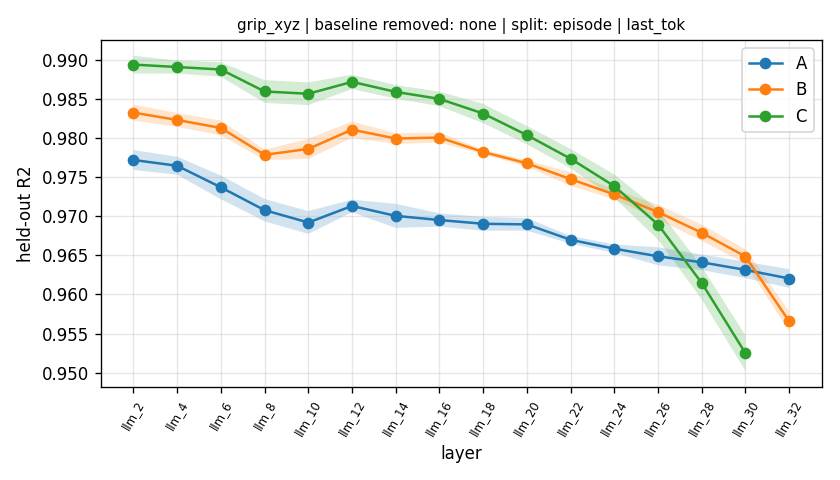 grip_xyz | baseline removed: none | split: episode | last_tok
held-out R2
0.990
0.985
0.980
0.975
0.970
0.965
0.960
0.955
0.950
A
B
C
llm_2
llm_4
llm_6
llm_8
llm_10
llm_12
llm_14
llm_16
llm_18
llm_20
llm_22
llm_24
llm_26
llm_28
llm_30
llm_32
layer